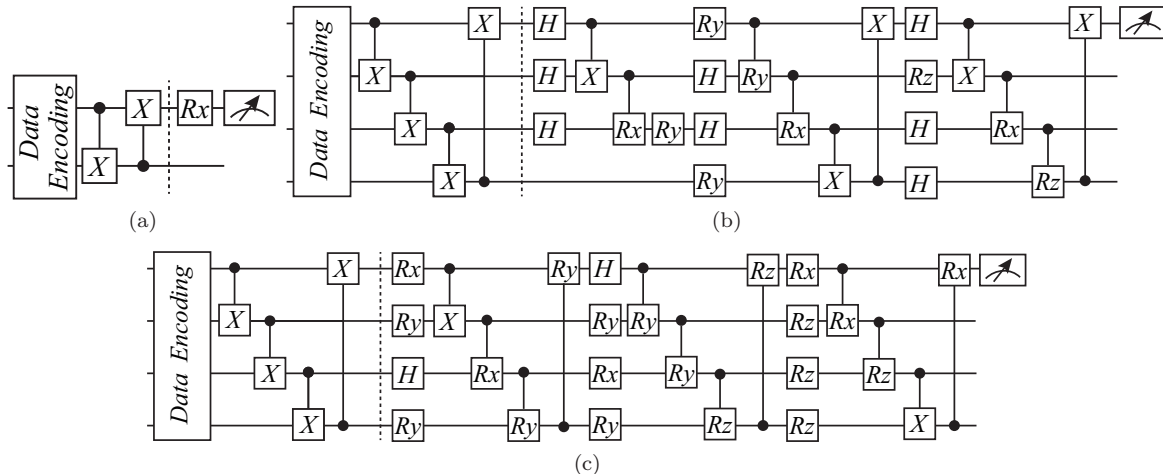 Data Encoding
X
X
Rx
(a)
Data Encoding
X
X
X
X
H
X
Ry
Ry
X
H
X
X
H
H
Rz
H
Rx
Ry
H
Rx
H
Rx
Ry
X
H
Rz
(b)
Data Encoding
X
X
X
X
Rx
Ry
H
Rz
Rx
Rx
Ry
X
Ry
Ry
Rz
Rx
H
Rx
Rx
Ry
Rz
Rz
Ry
Ry
Ry
Rz
Rz
X
(c)